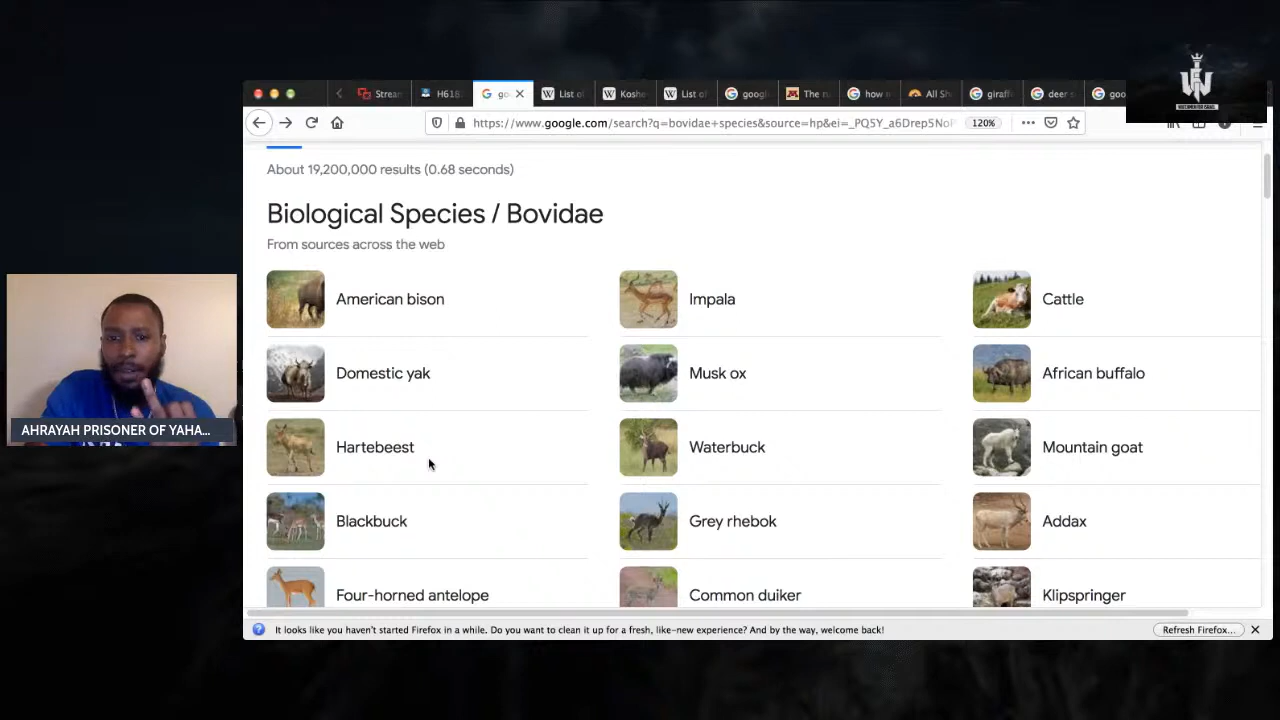 Strean
H618
go
List o
Koshe
List of
google
The r
how n
All Sh
giraff
deer s
goo
https://www.google.com/search?q=bovidae+species&source=hp&ei=_PQ5Y_a6Drep5NoP
120%
About 19,200,000 results (0.68 seconds)
Biological Species / Bovidae
From sources across the web
American bison
Impala
Cattle
Domestic yak
Musk ox
African buffalo
Hartebeest
Waterbuck
Mountain goat
Blackbuck
Grey rhebok
Addax
Four-horned antelope
Common duiker
Klipspringer
AHRAYAH PRISONER OF YAHA...
It looks like you haven't started Firefox in a while. Do you want to clean it up for a fresh, like-new experience? And by the way, welcome back!
Refresh Firefox...